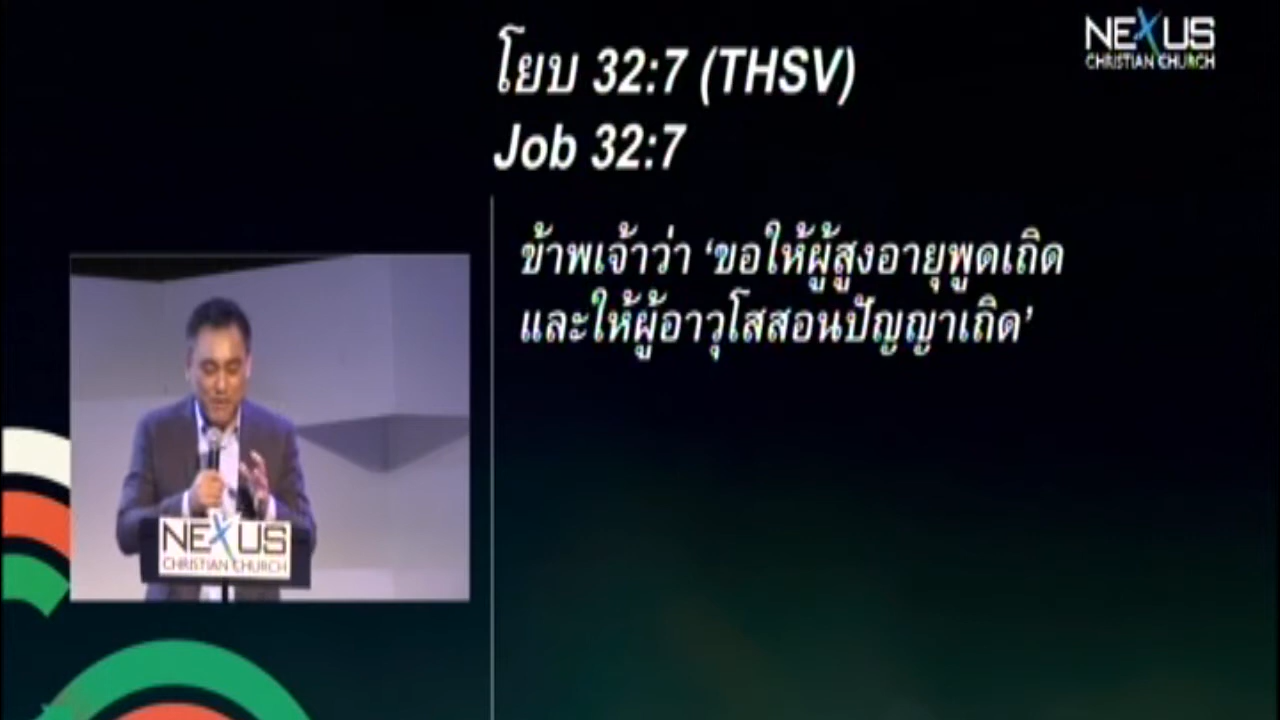 โยบ 32:7 (THSV)
Job 32:7
ข้าพเจ้าว่า ‘ขอให้ผู้สูงอายุพูดเถิด
และให้ผู้อาวุโสสอนปัญญาเถิด’
NEXUS
CHRISTIAN CHURCH
NEXUS
CHRISTIAN CHURCH